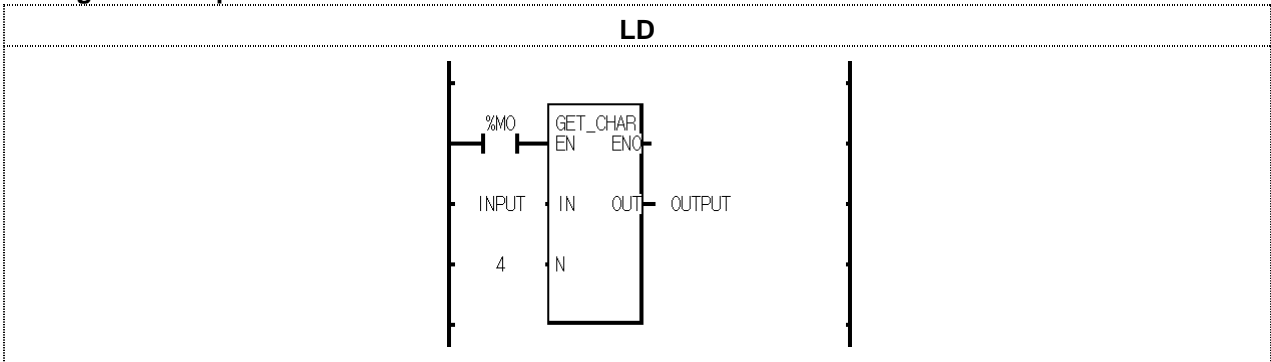 LD
%M0
GET_CHAR
EN ENO
INPUT IN OUT OUTPUT
4 N